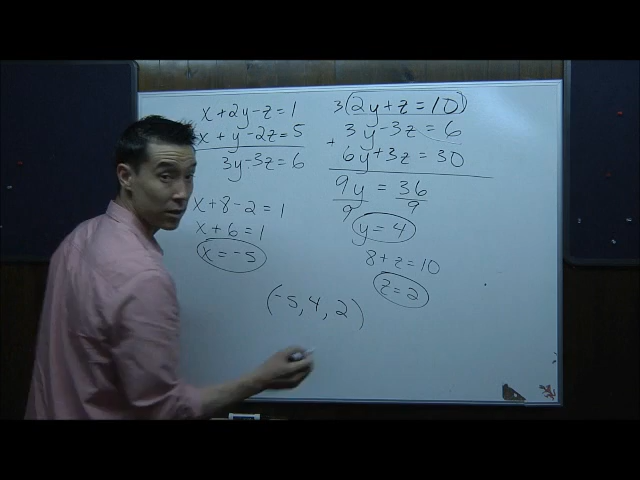 x + 2y - z = 1
x + y - 2z = 5
3y - 3z = 6
x + 8 - 2 = 1
x + 6 = 1
x = -5
3(2y + z = 10)
3y - 3z = 6
+ 6y + 3z = 30
9y = 36
9 9
y = 4
8 + z = 10
z = 2
(-5, 4, 2)